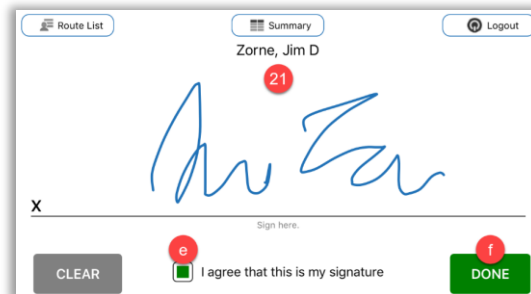 Route List Summary Logout
Zorne, Jim D
21
X
Sign here.
e
f
CLEAR I agree that this is my signature DONE